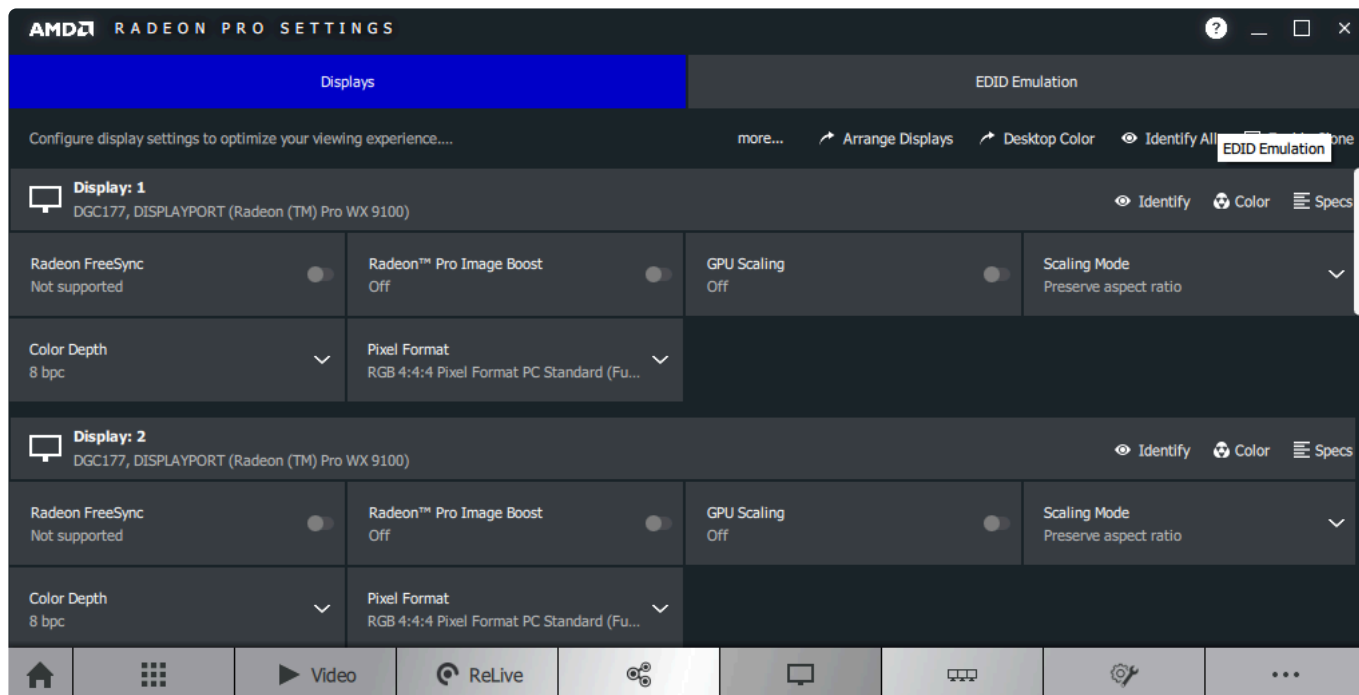 AMD RADEON PRO SETTINGS ?
Displays EDID Emulation
Configure display settings to optimize your viewing experience.... more... Arrange Displays Desktop Color Identify All
EDID Emulation
Display: 1
DGC177, DISPLAYPORT (Radeon (TM) Pro WX 9100) Identify Color Specs
Radeon FreeSync Radeon™ Pro Image Boost GPU Scaling Scaling Mode
Not supported Off Off Preserve aspect ratio
Color Depth Pixel Format
8 bpc RGB 4:4:4 Pixel Format PC Standard (Fu...
Display: 2
DGC177, DISPLAYPORT (Radeon (TM) Pro WX 9100) Identify Color Specs
Radeon FreeSync Radeon™ Pro Image Boost GPU Scaling Scaling Mode
Not supported Off Off Preserve aspect ratio
Color Depth Pixel Format
8 bpc RGB 4:4:4 Pixel Format PC Standard (Fu...
Video ReLive